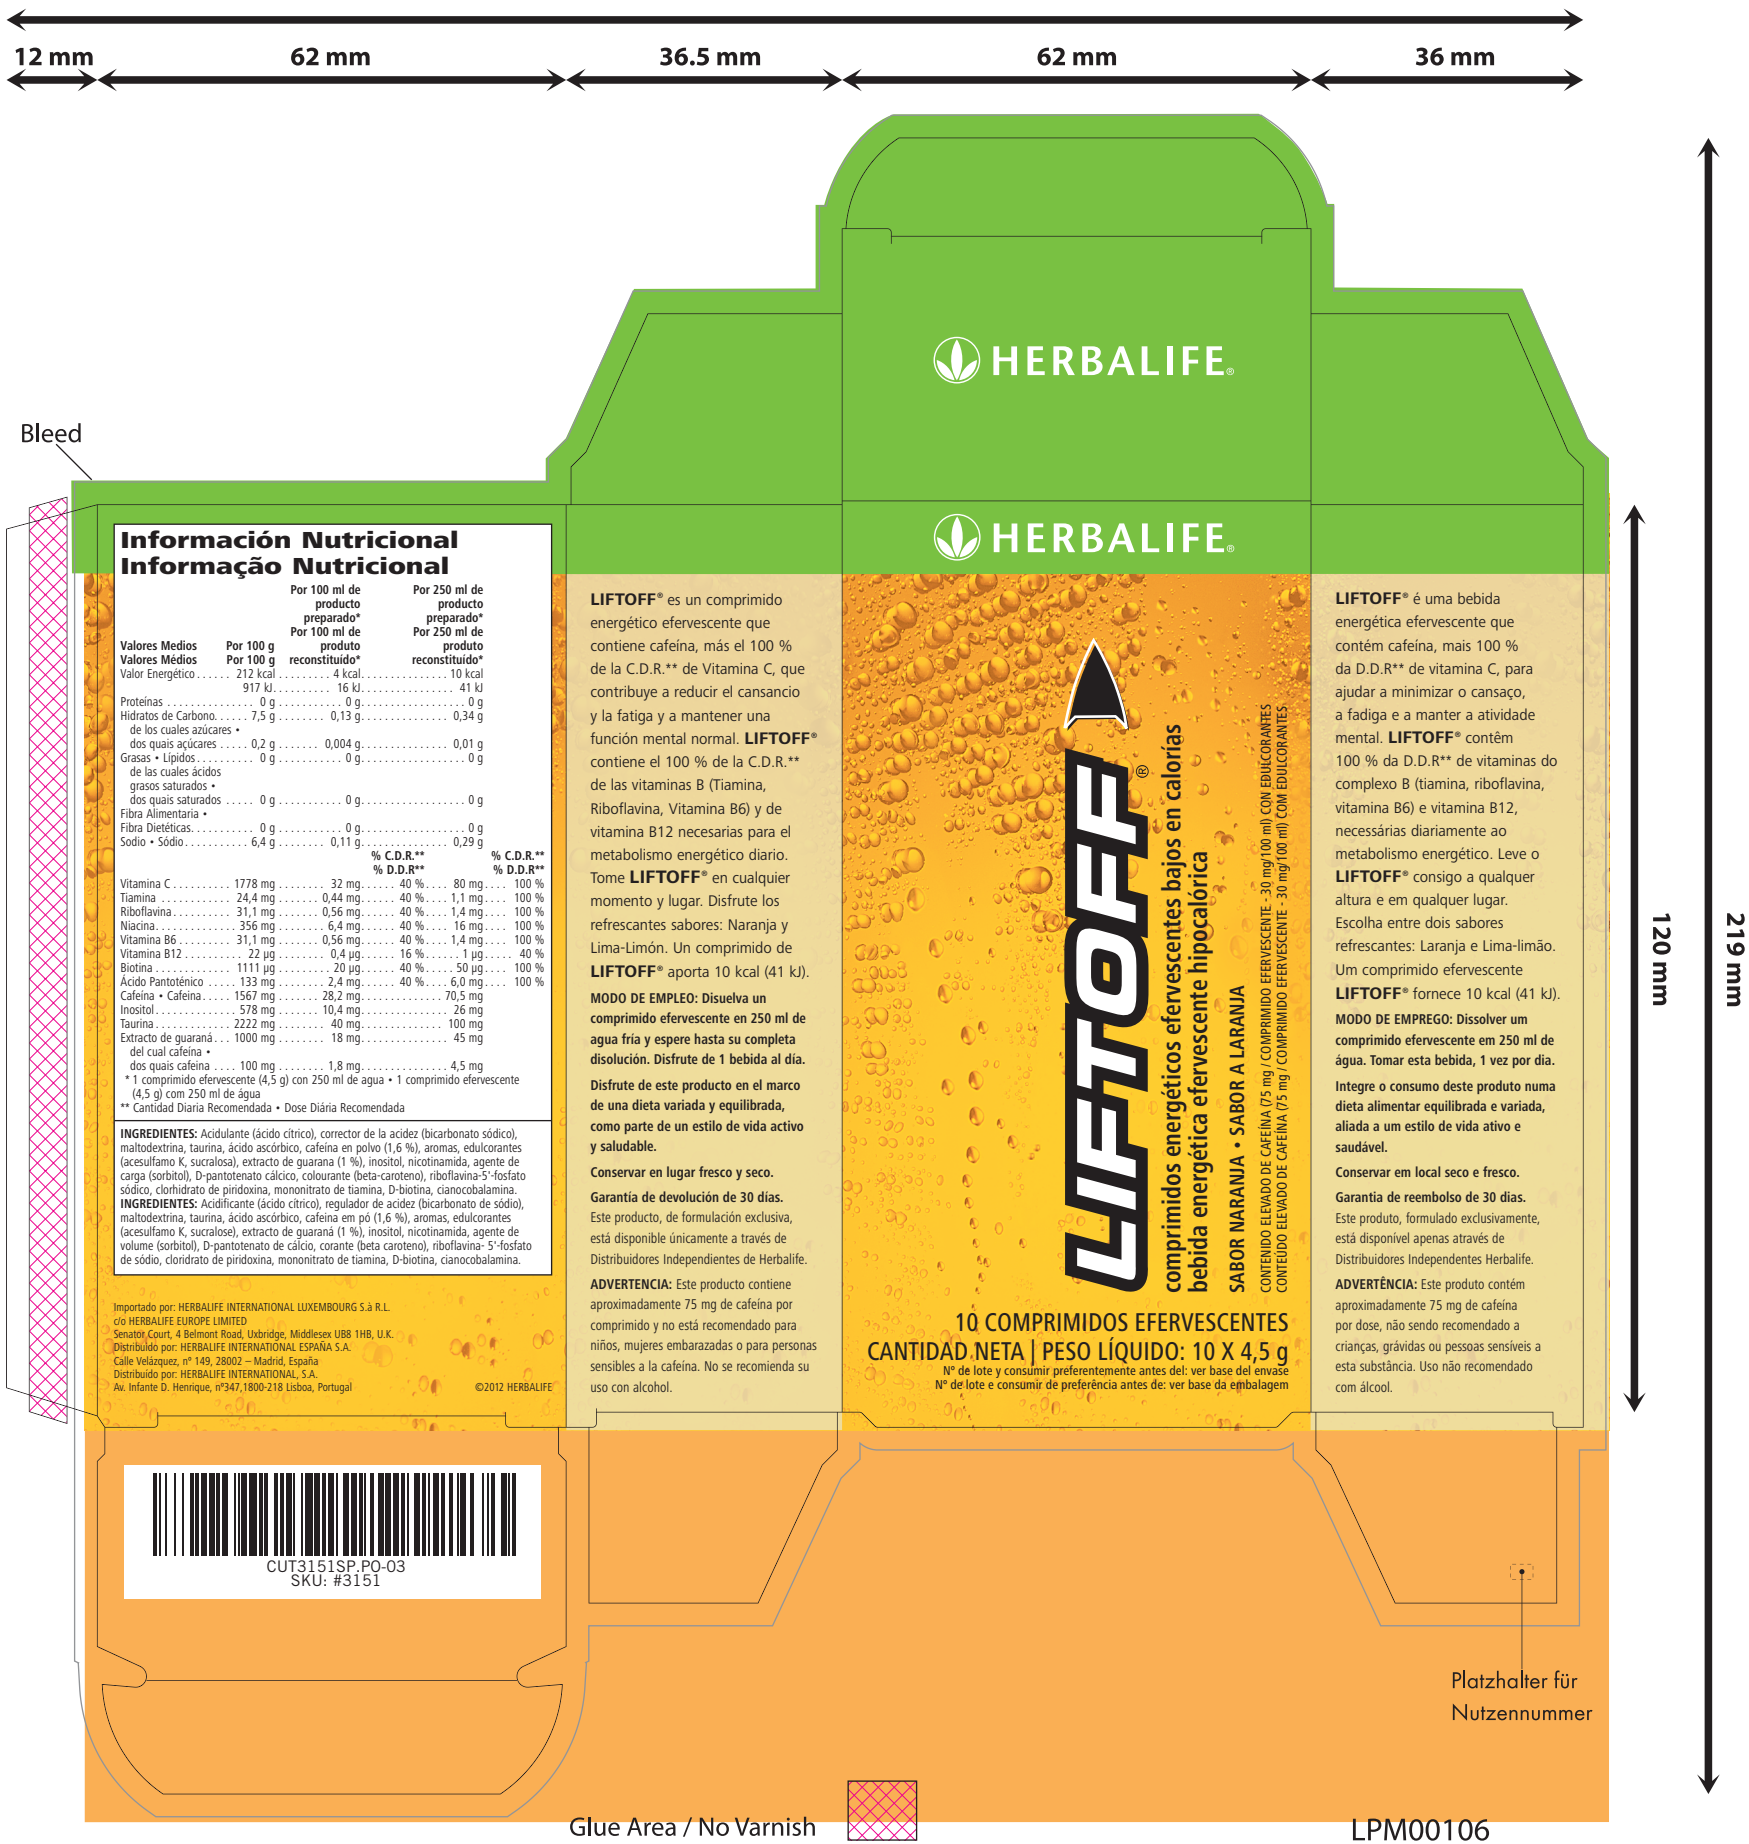 12 mm
62 mm
36.5 mm
62 mm
36 mm
219 mm
120 mm
Bleed
HERBALIFE®
HERBALIFE®
Información Nutricional
Informação Nutricional
Por 100 ml de producto preparado*
Por 250 ml de producto preparado*
Valores Medios Por 100 g Por 100 ml de produto Por 250 ml de produto
Valores Médios Por 100 g reconstituído* reconstituído*
Valor Energético...... 212 kcal......... 4 kcal............... 10 kcal
917 kJ.......... 16 kJ................ 41 kJ
Proteínas ............... 0 g........... 0 g................... 0 g
Hidratos de Carbono...... 7,5 g........ 0,13 g............... 0,34 g
de los cuales azúcares •
dos quais açúcares ..... 0,2 g....... 0,004 g............... 0,01 g
Grasas • Lípidos.......... 0 g........... 0 g.................. 0 g
de las cuales ácidos
grasos saturados •
dos quais saturados ..... 0 g........... 0 g.................. 0 g
Fibra Alimentaria •
Fibra Dietéticas........... 0 g........... 0 g.................. 0 g
Sodio • Sódio........... 6,4 g........ 0,11 g............... 0,29 g
% C.D.R.** % C.D.R.**
% D.D.R** % D.D.R**
Vitamina C.......... 1778 mg........ 32 mg...... 40 %.... 80 mg.... 100 %
Tiamina ............. 24,4 mg....... 0,44 mg...... 40 %.... 1,1 mg.... 100 %
Riboflavina.......... 31,1 mg....... 0,56 mg...... 40 %.... 1,4 mg.... 100 %
Niacina.............. 356 mg........ 6,4 mg...... 40 %.... 16 mg.... 100 %
Vitamina B6......... 31,1 mg....... 0,56 mg...... 40 %.... 1,4 mg.... 100 %
Vitamina B12.......... 22 µg........ 0,4 µg...... 16 %..... 1 µg..... 40 %
Biotina............. 1111 µg......... 20 µg...... 40 %.... 50 µg.... 100 %
Ácido Pantoténico ..... 133 mg........ 2,4 mg...... 40 %.... 6,0 mg.... 100 %
Cafeína • Cafeina..... 1567 mg....... 28,2 mg............... 70,5 mg
Inositol............. 578 mg....... 10,4 mg................ 26 mg
Taurina............. 2222 mg........ 40 mg............... 100 mg
Extracto de guaraná... 1000 mg........ 18 mg............... 45 mg
del cual cafeína •
dos quais cafeina .... 100 mg........ 1,8 mg............... 4,5 mg
* 1 comprimido efervescente (4,5 g) con 250 ml de agua • 1 comprimido efervescente
(4,5 g) com 250 ml de água
** Cantidad Diaria Recomendada • Dose Diária Recomendada
INGREDIENTES: Acidulante (ácido cítrico), corrector de la acidez (bicarbonato sódico),
maltodextrina, taurina, ácido ascórbico, cafeína en polvo (1,6 %), aromas, edulcorantes
(acesulfamo K, sucralosa), extracto de guarana (1 %), inositol, nicotinamida, agente de
carga (sorbitol), D-pantotenato cálcico, colourante (beta-caroteno), riboflavina-5'-fosfato
sódico, clorhidrato de piridoxina, mononitrato de tiamina, D-biotina, cianocobalamina.
INGREDIENTES: Acidificante (ácido cítrico), regulador de acidez (bicarbonato de sódio),
maltodextrina, taurina, ácido ascórbico, cafeina em pó (1,6 %), aromas, edulcorantes
(acesulfamo K, sucralose), extracto de guaraná (1 %), inositol, nicotinamida, agente de
volume (sorbitol), D-pantotenato de cálcio, corante (beta caroteno), riboflavina- 5'-fosfato
de sódio, cloridrato de piridoxina, mononitrato de tiamina, D-biotina, cianocobalamina.
Importado por: HERBALIFE INTERNATIONAL LUXEMBOURG S.à R.L.
c/o HERBALIFE EUROPE LIMITED
Senator Court, 4 Belmont Road, Uxbridge, Middlesex UB8 1HB, U.K.
Distribuido por: HERBALIFE INTERNATIONAL ESPAÑA S.A.
Calle Velázquez, nº 149, 28002 – Madrid, España
Distribuído por: HERBALIFE INTERNATIONAL, S.A.
Av. Infante D. Henrique, nº347,1800-218 Lisboa, Portugal
©2012 HERBALIFE
LIFTOFF® es un comprimido
energético efervescente que
contiene cafeína, más el 100 %
de la C.D.R.** de Vitamina C, que
contribuye a reducir el cansancio
y la fatiga y a mantener una
función mental normal. LIFTOFF®
contiene el 100 % de la C.D.R.**
de las vitaminas B (Tiamina,
Riboflavina, Vitamina B6) y de
vitamina B12 necesarias para el
metabolismo energético diario.
Tome LIFTOFF® en cualquier
momento y lugar. Disfrute los
refrescantes sabores: Naranja y
Lima-Limón. Un comprimido de
LIFTOFF® aporta 10 kcal (41 kJ).
MODO DE EMPLEO: Disuelva un
comprimido efervescente en 250 ml de
agua fría y espere hasta su completa
disolución. Disfrute de 1 bebida al día.
Disfrute de este producto en el marco
de una dieta variada y equilibrada,
como parte de un estilo de vida activo
y saludable.
Conservar en lugar fresco y seco.
Garantía de devolución de 30 días.
Este producto, de formulación exclusiva,
está disponible únicamente a través de
Distribuidores Independientes de Herbalife.
ADVERTENCIA: Este producto contiene
aproximadamente 75 mg de cafeína por
comprimido y no está recomendado para
niños, mujeres embarazadas o para personas
sensibles a la cafeína. No se recomienda su
uso con alcohol.
LIFTOFF®
comprimidos energéticos efervescentes bajos en calorías
bebida energética efervescente hipocalórica
SABOR NARANJA • SABOR A LARANJA
CONTENIDO ELEVADO DE CAFEÍNA (75 mg / COMPRIMIDO EFERVESCENTE - 30 mg/100 ml) CON EDULCORANTES
CONTEÚDO ELEVADO DE CAFEÍNA (75 mg / COMPRIMIDO EFERVESCENTE - 30 mg/100 ml) COM EDULCORANTES
10 COMPRIMIDOS EFERVESCENTES
CANTIDAD NETA | PESO LÍQUIDO: 10 X 4,5 g
Nº de lote y consumir preferentemente antes del: ver base del envase
Nº de lote e consumir de preferência antes de: ver base da embalagem
LIFTOFF® é uma bebida
energética efervescente que
contém cafeína, mais 100 %
da D.D.R** de vitamina C, para
ajudar a minimizar o cansaço,
a fadiga e a manter a atividade
mental. LIFTOFF® contêm
100 % da D.D.R** de vitaminas do
complexo B (tiamina, riboflavina,
vitamina B6) e vitamina B12,
necessárias diariamente ao
metabolismo energético. Leve o
LIFTOFF® consigo a qualquer
altura e em qualquer lugar.
Escolha entre dois sabores
refrescantes: Laranja e Lima-limão.
Um comprimido efervescente
LIFTOFF® fornece 10 kcal (41 kJ).
MODO DE EMPREGO: Dissolver um
comprimido efervescente em 250 ml de
água. Tomar esta bebida, 1 vez por dia.
Integre o consumo deste produto numa
dieta alimentar equilibrada e variada,
aliada a um estilo de vida ativo e
saudável.
Conservar em local seco e fresco.
Garantia de reembolso de 30 dias.
Este produto, formulado exclusivamente,
está disponível apenas através de
Distribuidores Independentes Herbalife.
ADVERTÊNCIA: Este produto contém
aproximadamente 75 mg de cafeína
por dose, não sendo recomendado a
crianças, grávidas ou pessoas sensíveis a
esta substância. Uso não recomendado
com álcool.
CUT3151SP.PO-03
SKU: #3151
Platzhalter für
Nutzennummer
Glue Area / No Varnish
LPM00106